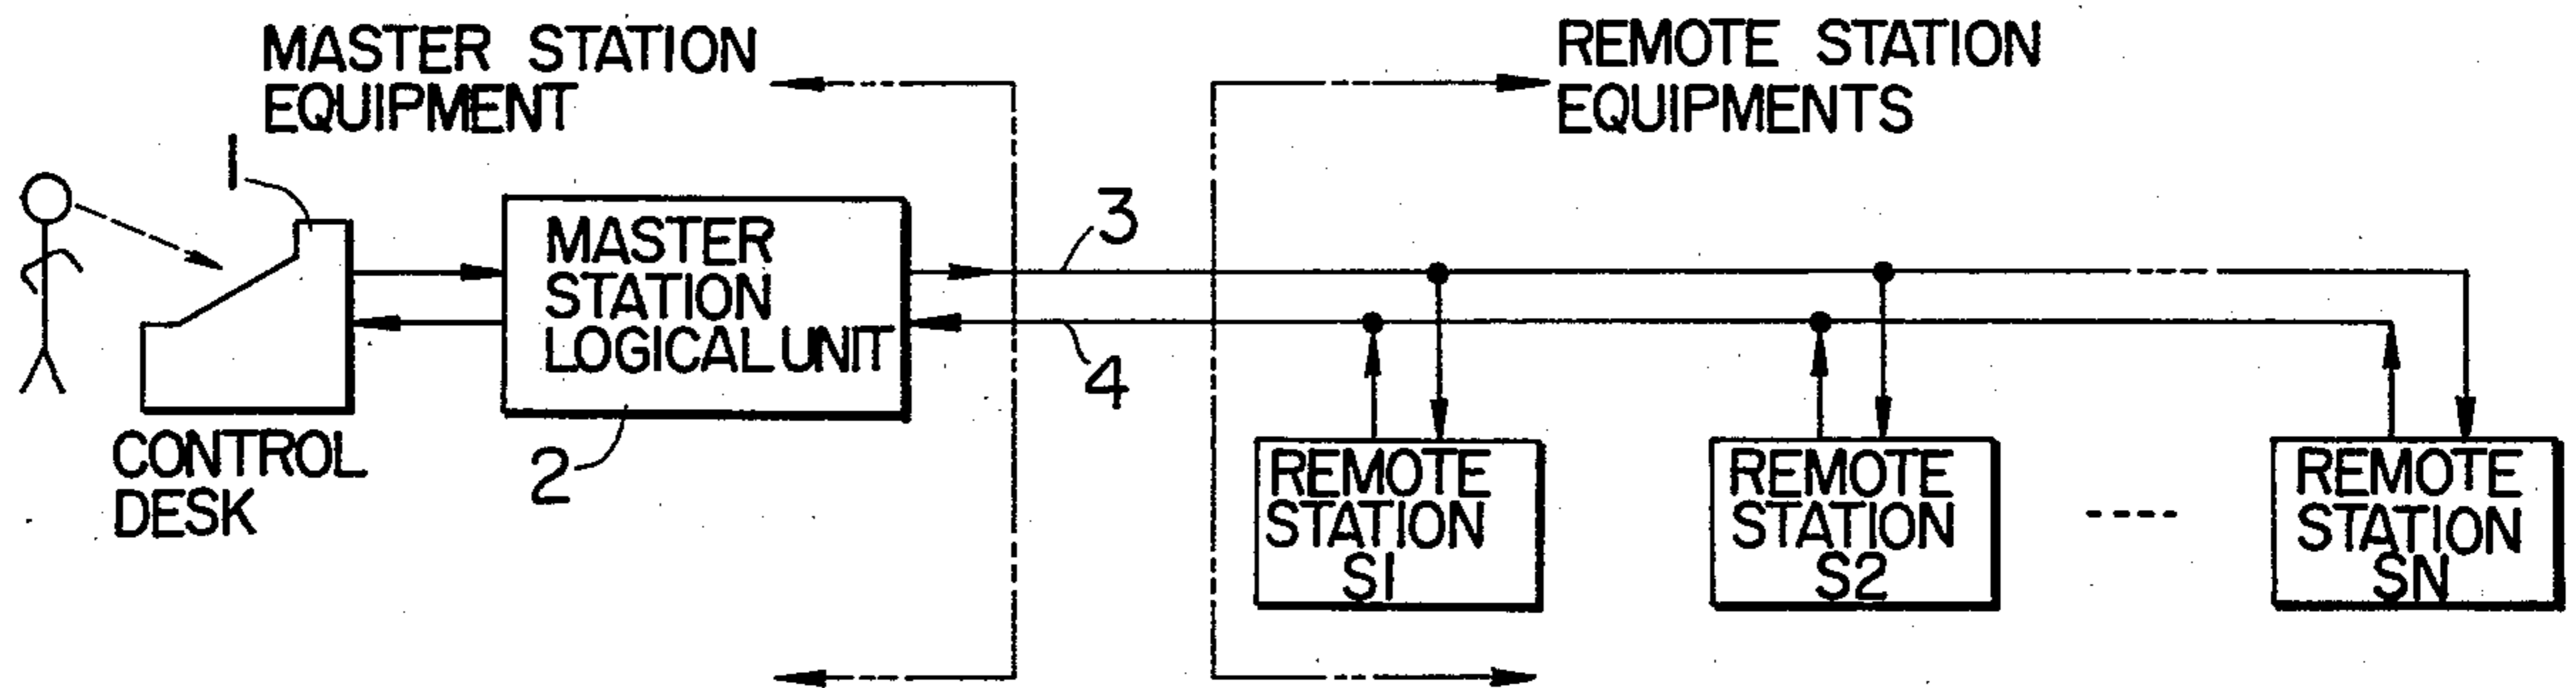 MASTER STATION
EQUIPMENT
REMOTE STATION
EQUIPMENTS
1
3
MASTER
STATION
LOGICAL UNIT
4
2
CONTROL
DESK
REMOTE
STATION
S1
REMOTE
STATION
S2
REMOTE
STATION
SN